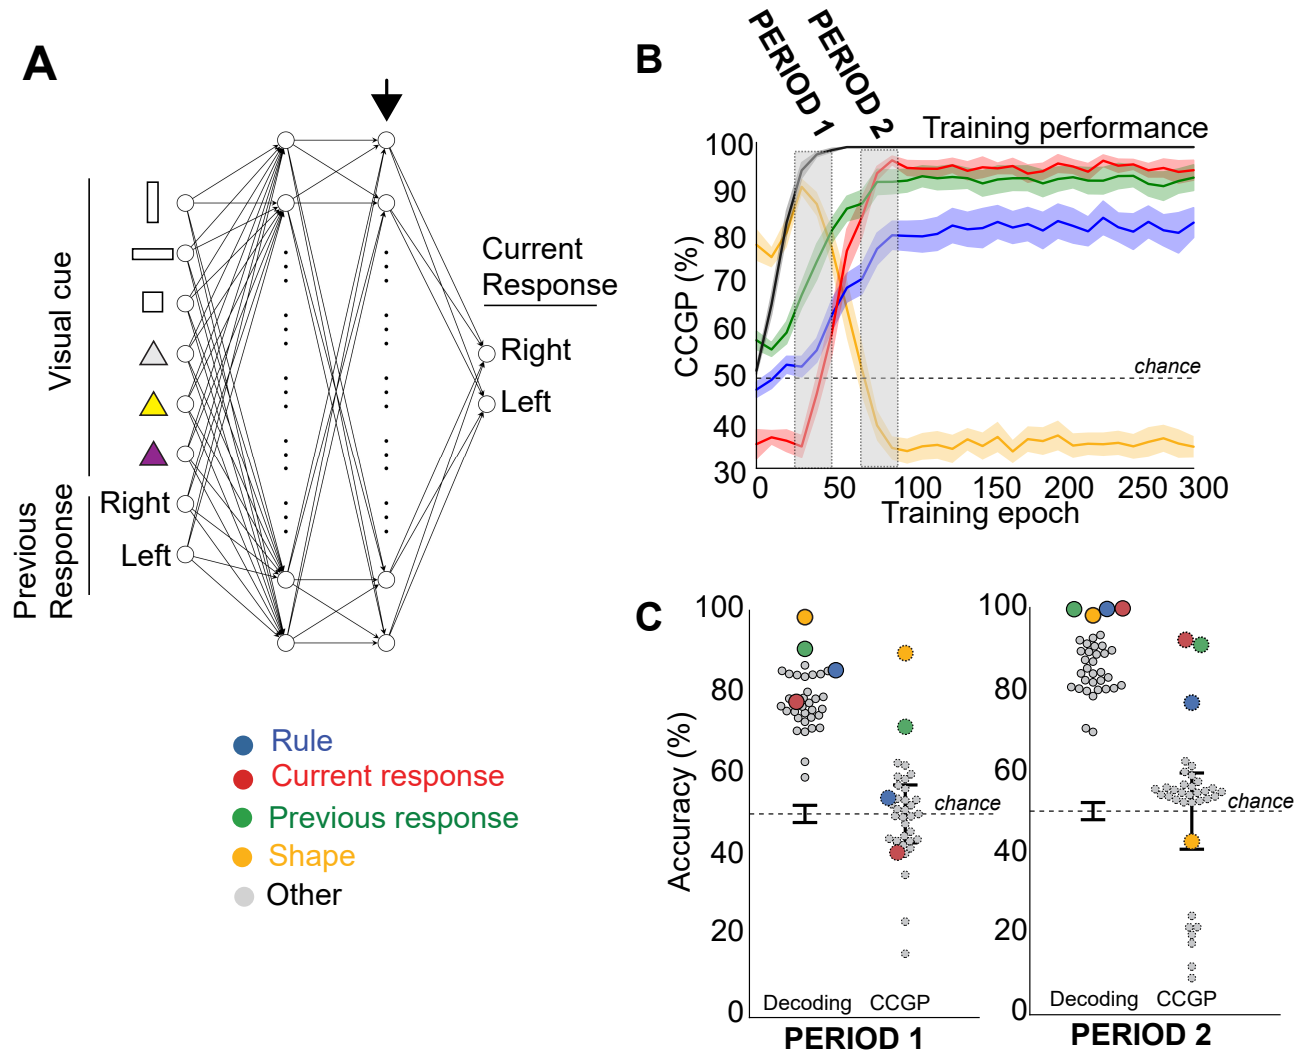 A
Visual cue
Previous
Response
Right
Left
Current
Response
Right
Left
Rule
Current response
Previous response
Shape
Other
B
PERIOD 1
PERIOD 2
Training performance
CCGP (%)
100
90
80
70
60
50
40
30
chance
0
50
100
150
200
250
300
Training epoch
C
Accuracy (%)
100
80
60
40
20
0
chance
Decoding
CCGP
PERIOD 1
100
80
60
40
20
0
chance
Decoding
CCGP
PERIOD 2